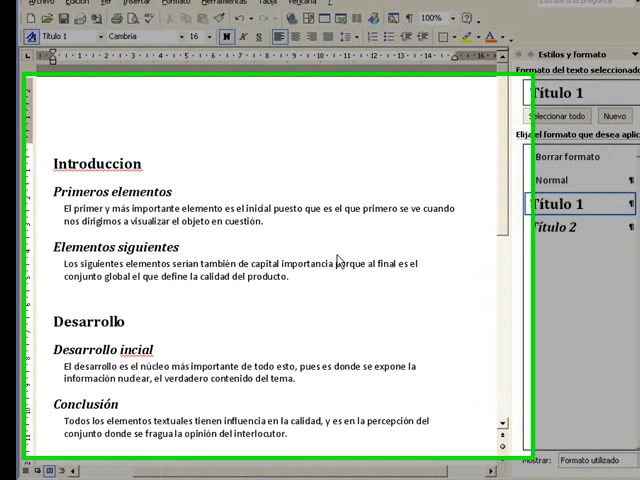 Archivo Edición Ver Insertar Formato Herramientas Tabla Ventana ?
Escriba una pregunta
100%
Título 1 Cambria 16 N K S
Estilos y formato
Formato del texto seleccionado
Título 1
Seleccionar todo Nuevo
Elija el formato que desea aplic
Borrar formato
Normal
Título 1
Título 2
Introduccion
Primeros elementos
El primer y más importante elemento es el inicial puesto que es el que primero se ve cuando
nos dirigimos a visualizar el objeto en cuestión.
Elementos siguientes
Los siguientes elementos serían también de capital importancia porque al final es el
conjunto global el que define la calidad del producto.
Desarrollo
Desarrollo incial
El desarrollo es el núcleo más importante de todo esto, pues es donde se expone la
información nuclear, el verdadero contenido del tema.
Conclusión
Todos los elementos textuales tienen influencia en la calidad, y es en la percepción del
conjunto donde se fragua la opinión del interlocutor.
Mostrar: Formato utilizado